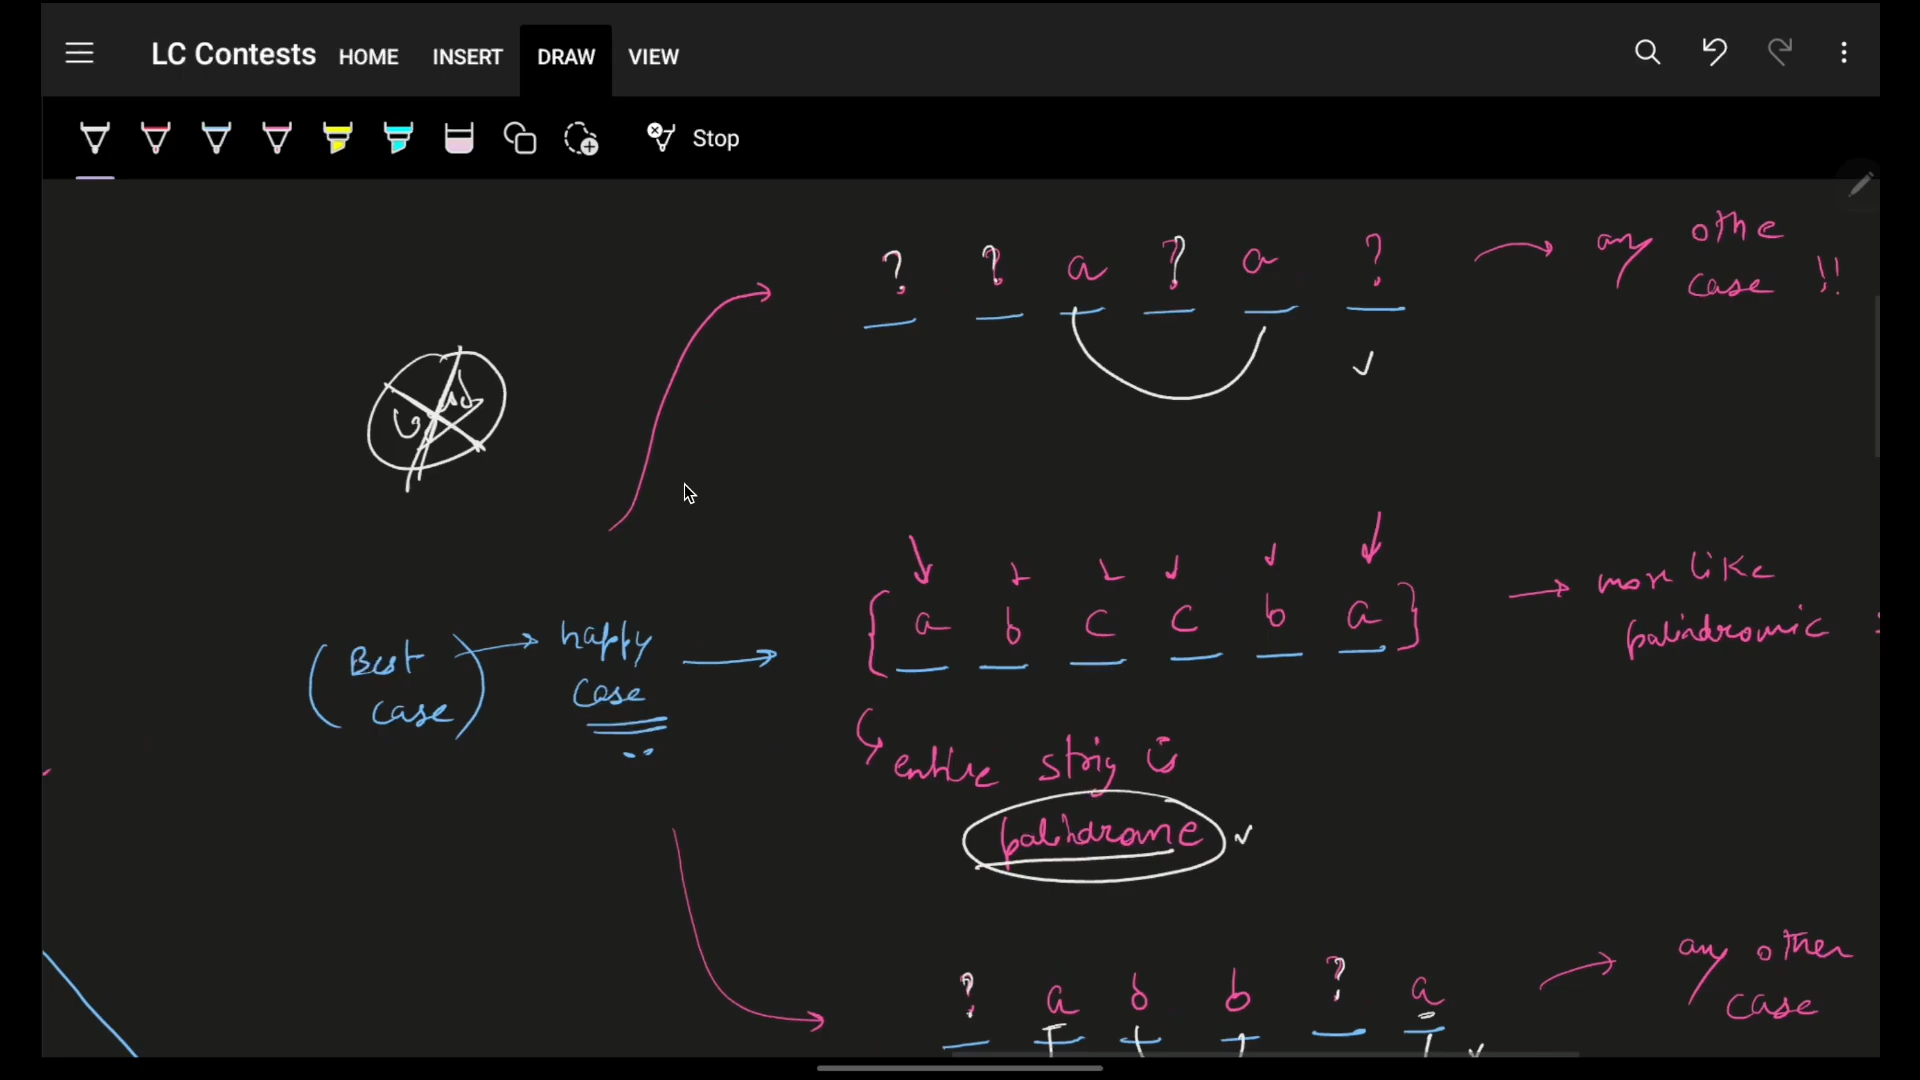 LC Contests HOME INSERT DRAW VIEW
Stop
? ? a ? a ?
any othe
case !!
a b c c b a
more like
palindromic :
(Best
case)
happy
case
entire string is
palindrome
? a b b ? a
any other
case